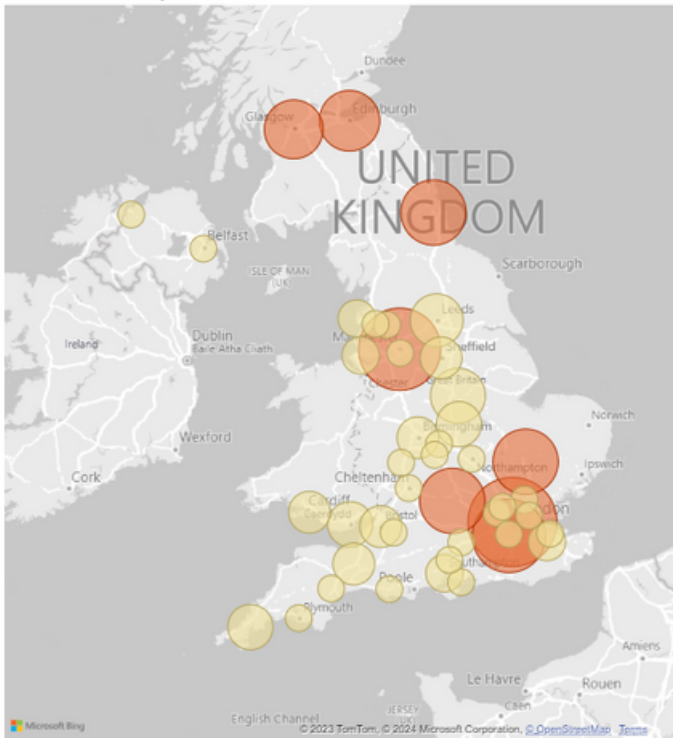 Dundee
Edinburgh
Glasgow
UNITED
KINGDOM
Belfast
ISLE OF MAN
(UK)
Scarborough
Leeds
Dublin
Baile Átha Cliath
Ireland
Sheffield
Chester
Great Britain
Norwich
Birmingham
Wexford
Northampton
Ipswich
Cork
Cheltenham
Cardiff
Caerdydd
Bristol
Poole
Plymouth
Amiens
Le Havre
Rouen
Caen
JERSEY
(UK)
English Channel
Microsoft Bing
© 2023 TomTom, © 2024 Microsoft Corporation, © OpenStreetMap Terms